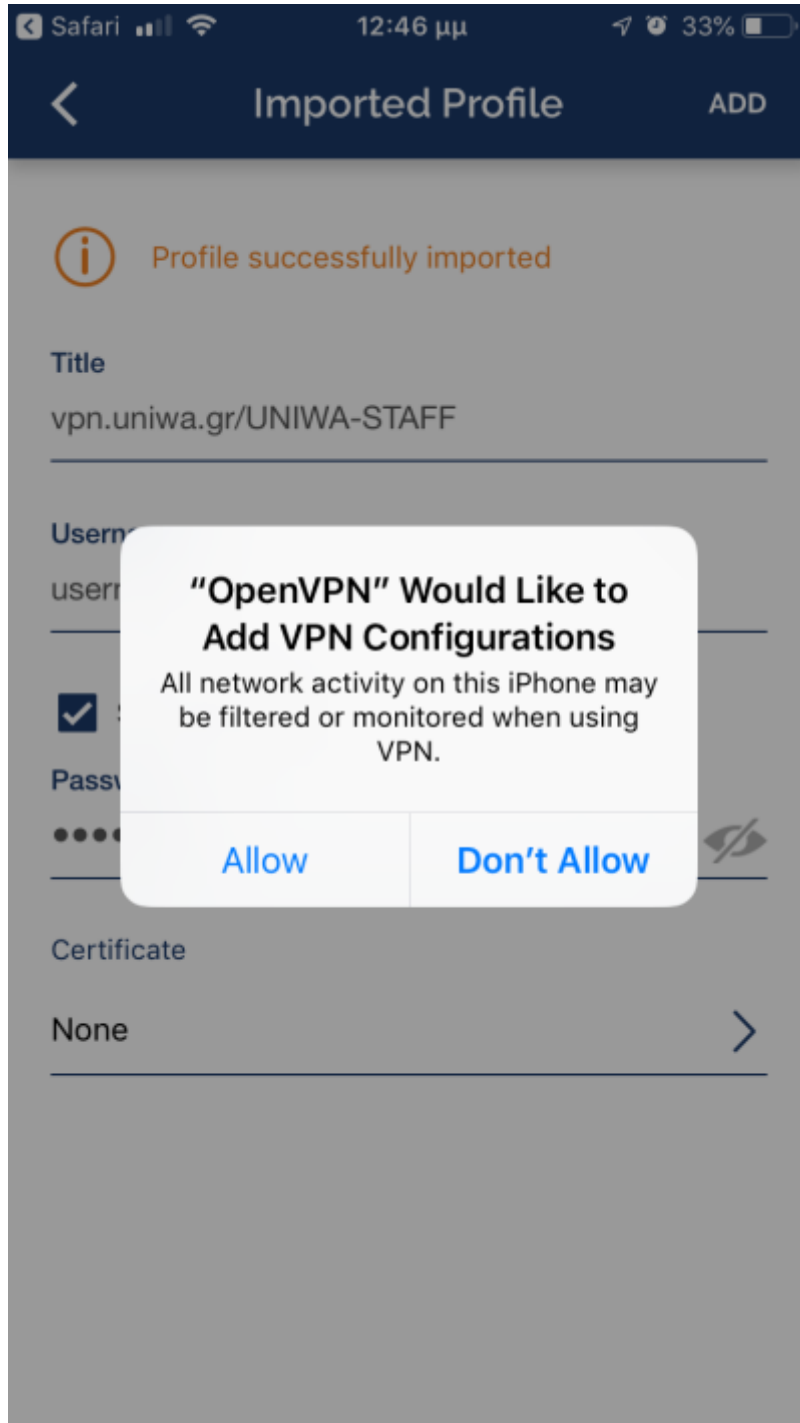 Safari 12:46 μμ 33%
Imported Profile ADD
Profile successfully imported
Title
vpn.uniwa.gr/UNIWA-STAFF
“OpenVPN” Would Like to
Add VPN Configurations
All network activity on this iPhone may
be filtered or monitored when using
VPN.
Allow Don’t Allow
Certificate
None